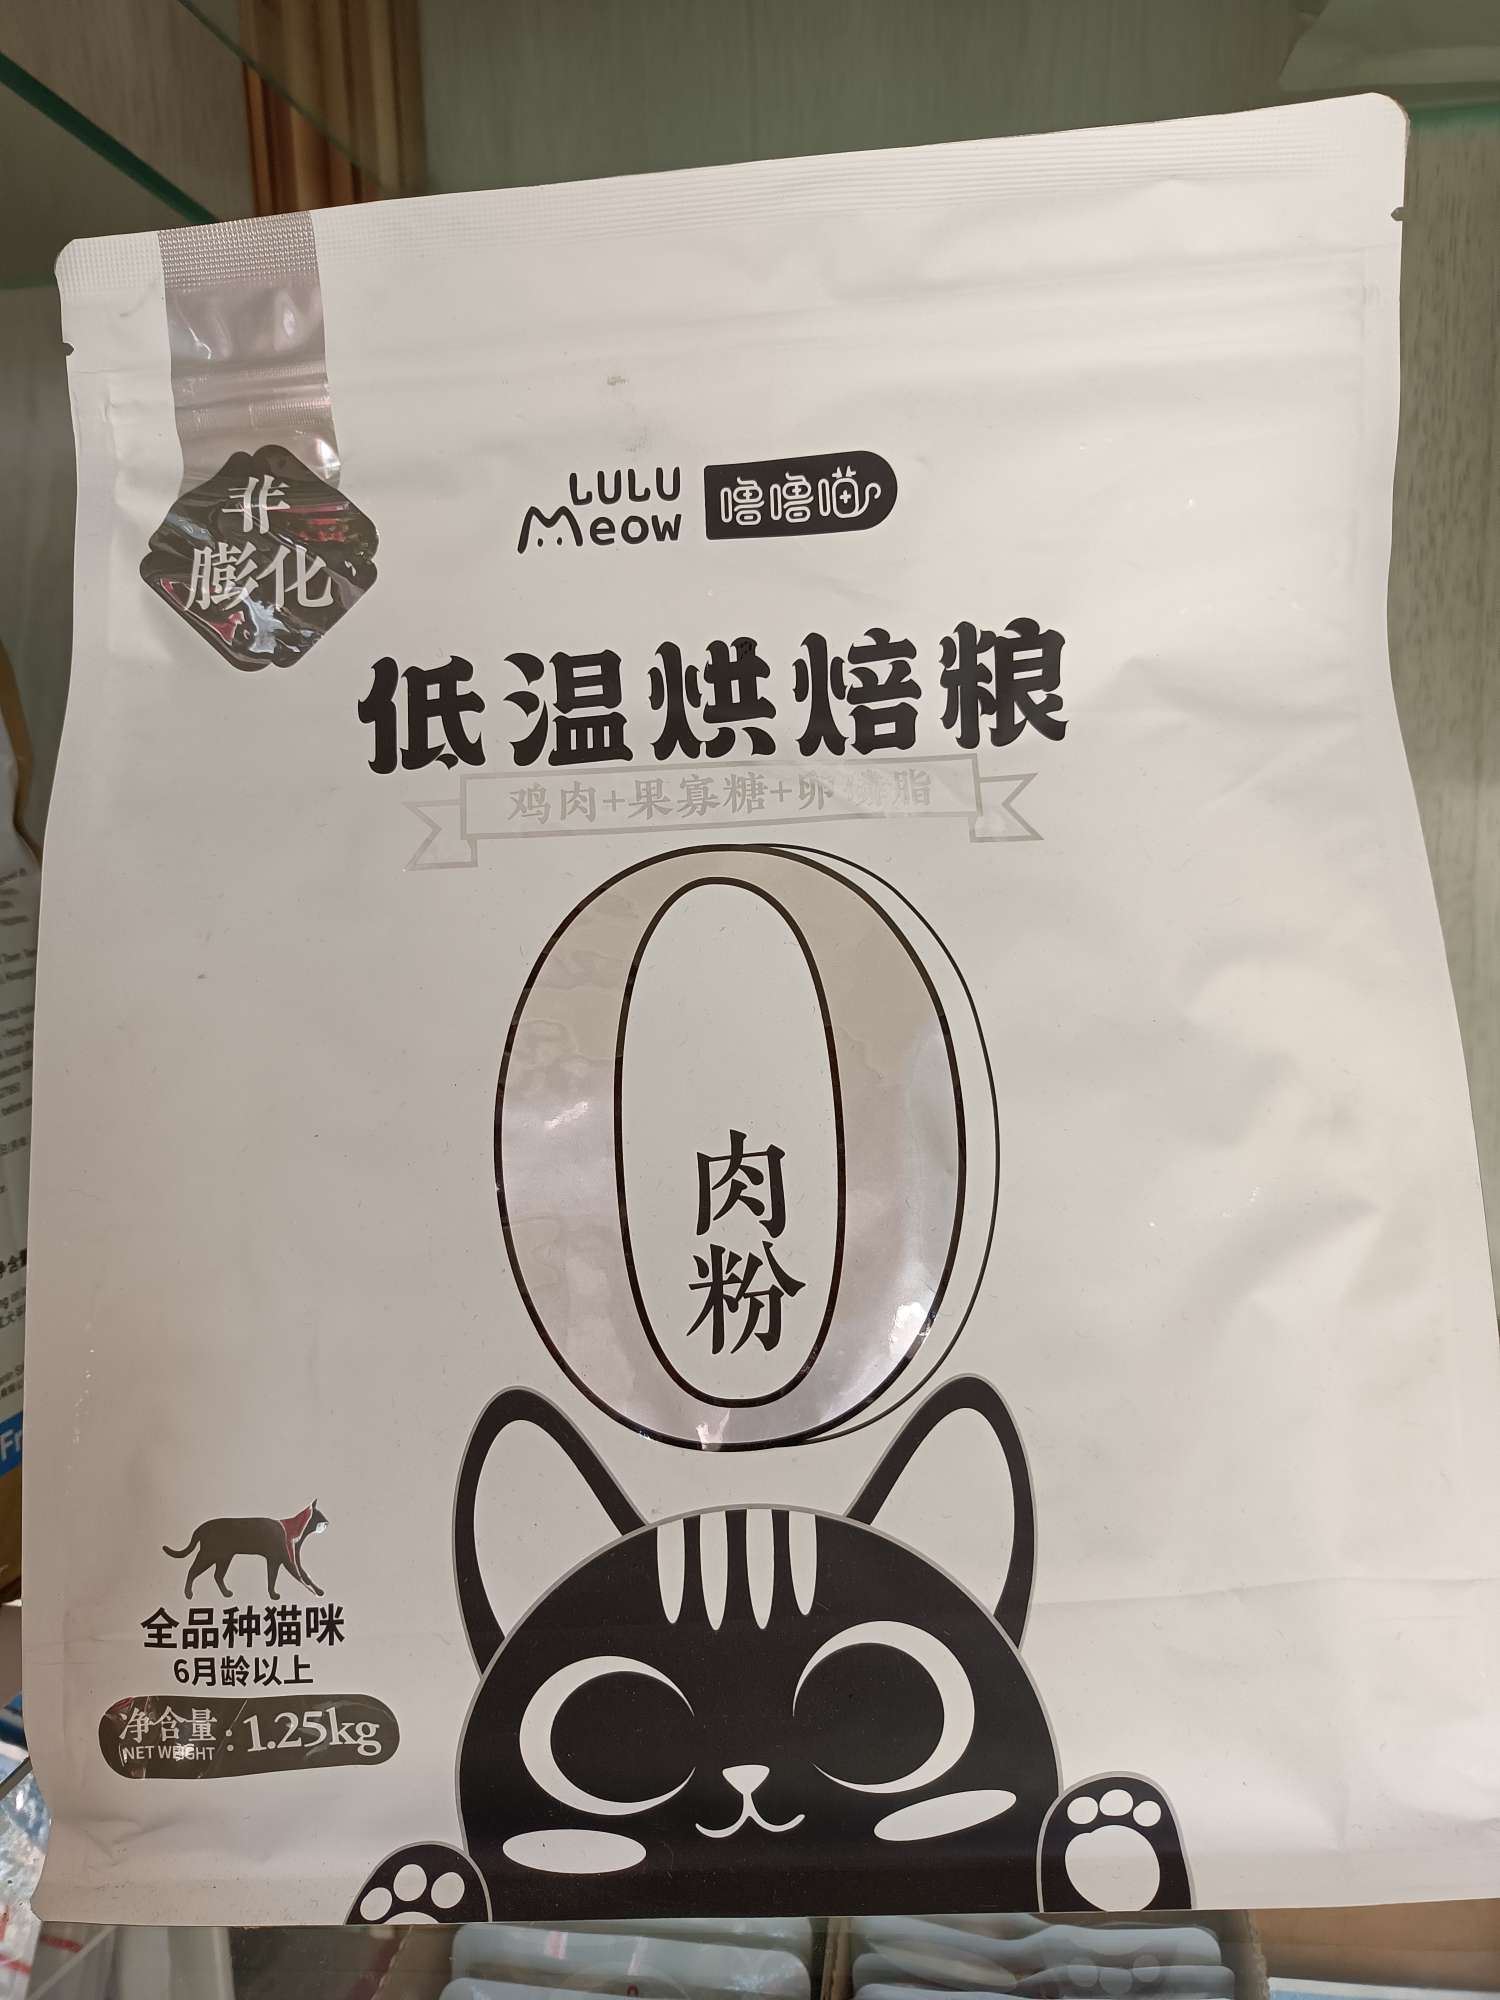 非
膨化
LULU
Meow
噜噜喵
低温烘焙粮
鸡肉+果寡糖+卵磷脂
0
肉
粉
全品种猫咪
6月龄以上
净含量:1.25kg
NET WEIGHT